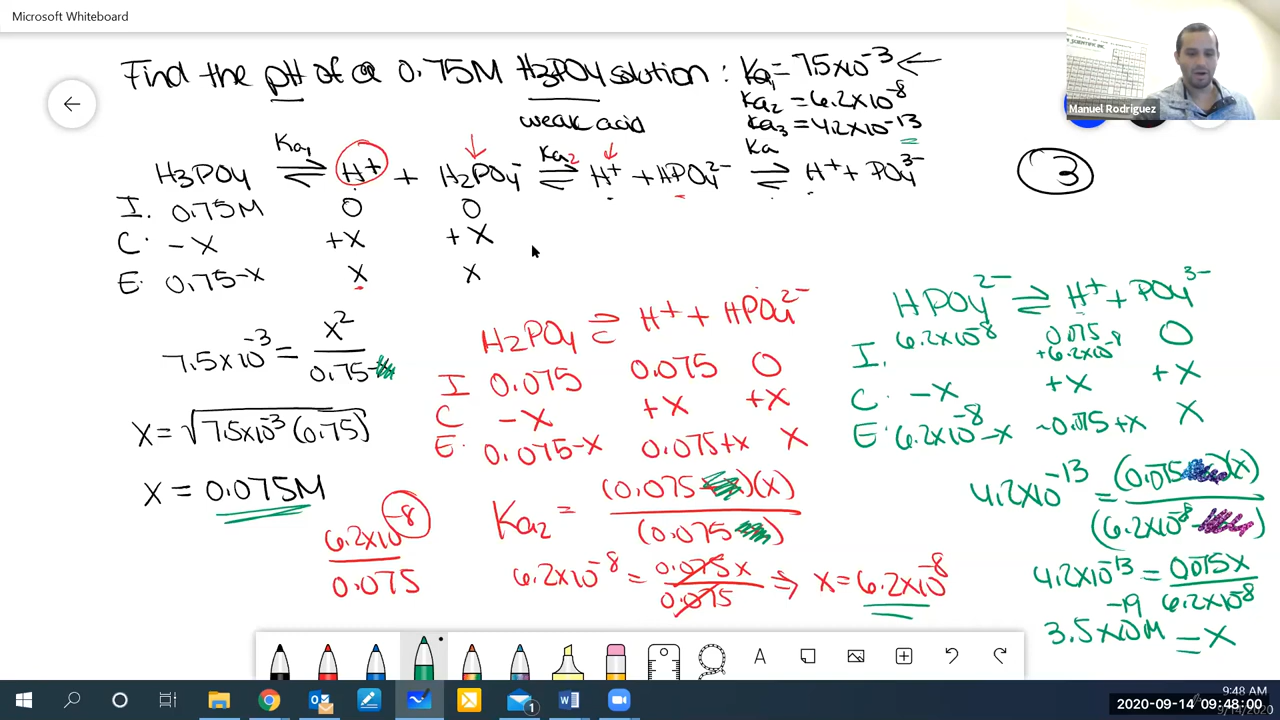 Microsoft Whiteboard
Find the pH of a 0.75M H3PO4 solution : Ka1 = 7.5x10^-3 ←
Ka2 = 6.2x10^-8
Ka3 = 4.2x10^-13
weak acid
Manuel Rodriguez
Ka1 Ka2 Ka
H3PO4 ⇌ H+ + H2PO4^- ⇌ H+ + HPO4^2- ⇌ H+ + PO4^3-
3
I. 0.75M 0 0
C. -X +X +X
E. 0.75-X X X
7.5x10^-3 = X^2 / 0.75-
X = √7.5x10^-3 (0.75)
X = 0.075M
6.2x10^-8 / 0.075
H2PO4 ⇌ H+ + HPO4^2-
I 0.075 0.075 0
C -X +X +X
E: 0.075-X 0.075+X X
Ka2 = (0.075 )(X) / (0.075 )
6.2x10^-8 = 0.075X / 0.075 ⇒ X = 6.2x10^-8
HPO4^2- ⇌ H+ + PO4^3-
I. 6.2x10^-8 0.075 +6.2x10^-8 0
C. -X +X +X
E. 6.2x10^-8-X ~0.075+X X
4.2x10^-13 = (0.075 )(X) / (6.2x10^-8- )
4.2x10^-13 = 0.075X / 6.2x10^-8
3.5x10^-19 M = X
A
1
9:48 AM
2020-09-14 09:48:00